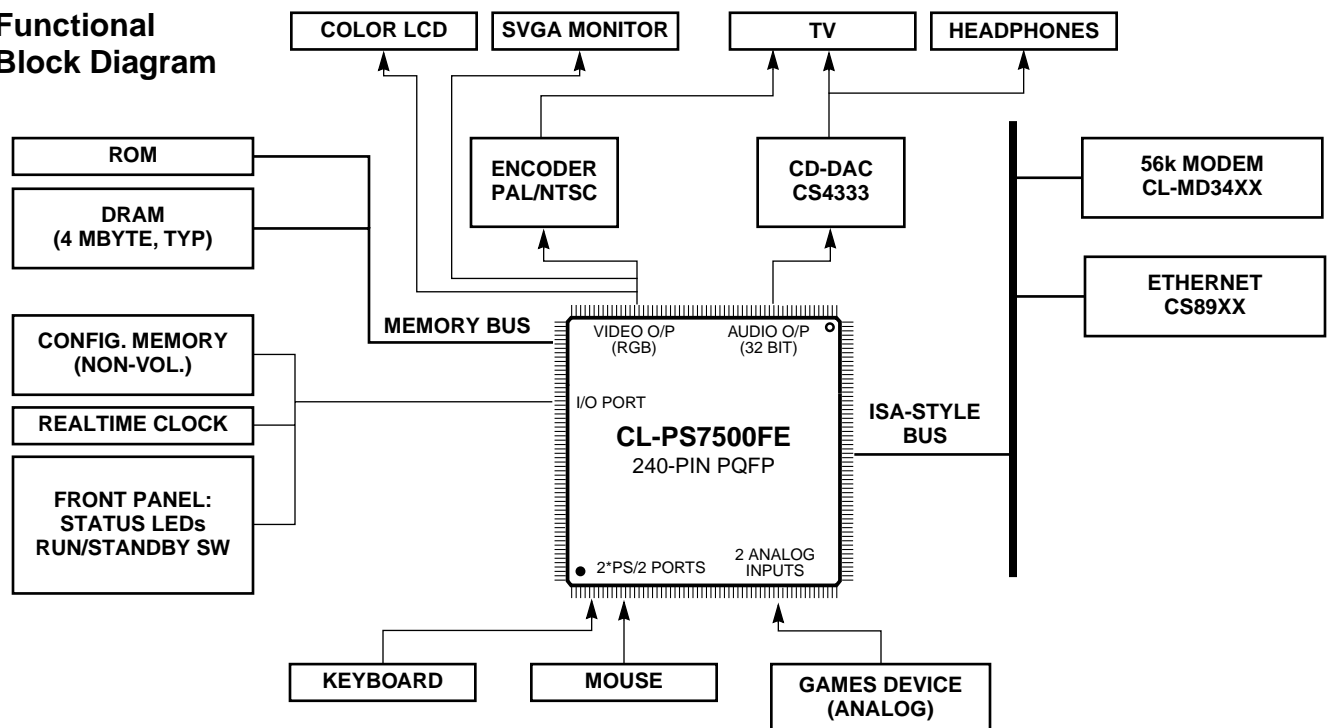 Functional
Block Diagram
COLOR LCD
SVGA MONITOR
TV
HEADPHONES
ROM
DRAM
(4 MBYTE, TYP)
ENCODER
PAL/NTSC
CD-DAC
CS4333
56k MODEM
CL-MD34XX
ETHERNET
CS89XX
CONFIG. MEMORY
(NON-VOL.)
REALTIME CLOCK
FRONT PANEL:
STATUS LEDs
RUN/STANDBY SW
MEMORY BUS
VIDEO O/P
(RGB)
AUDIO O/P
(32 BIT)
I/O PORT
CL-PS7500FE
240-PIN PQFP
ISA-STYLE
BUS
2*PS/2 PORTS
2 ANALOG
INPUTS
KEYBOARD
MOUSE
GAMES DEVICE
(ANALOG)